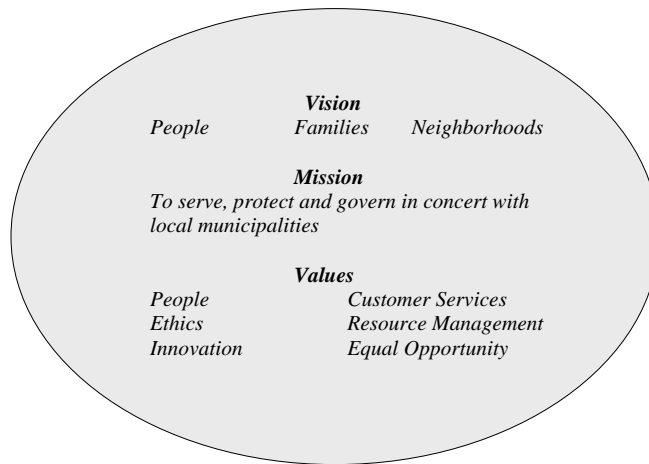 Vision
People Families Neighborhoods
Mission
To serve, protect and govern in concert with
local municipalities
Values
People Customer Services
Ethics Resource Management
Innovation Equal Opportunity